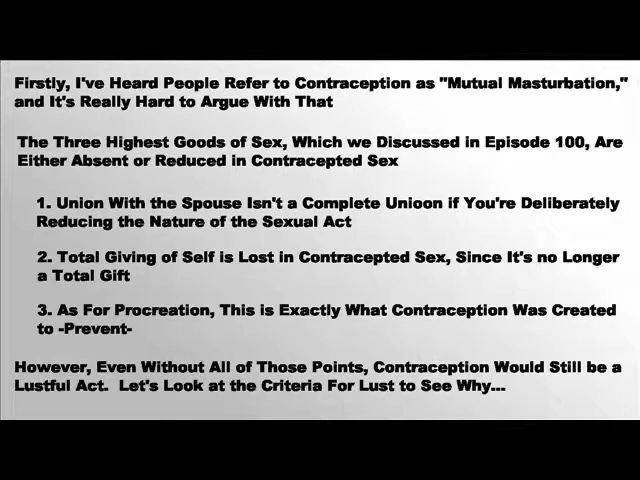 Firstly, I've Heard People Refer to Contraception as "Mutual Masturbation,"
and It's Really Hard to Argue With That
The Three Highest Goods of Sex, Which we Discussed in Episode 100, Are
Either Absent or Reduced in Contracepted Sex
1. Union With the Spouse Isn't a Complete Unioon if You're Deliberately
Reducing the Nature of the Sexual Act
2. Total Giving of Self is Lost in Contracepted Sex, Since It's no Longer
a Total Gift
3. As For Procreation, This is Exactly What Contraception Was Created
to -Prevent-
However, Even Without All of Those Points, Contraception Would Still be a
Lustful Act.  Let's Look at the Criteria For Lust to See Why...